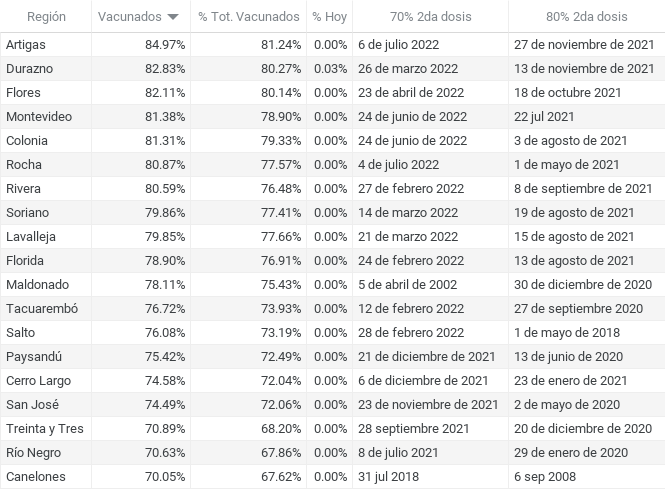 Región Vacunados % Tot. Vacunados % Hoy 70% 2da dosis 80% 2da dosis
Artigas 84.97% 81.24% 0.00% 6 de julio 2022 27 de noviembre de 2021
Durazno 82.83% 80.27% 0.03% 26 de marzo 2022 13 de noviembre de 2021
Flores 82.11% 80.14% 0.00% 23 de abril de 2022 18 de octubre 2021
Montevideo 81.38% 78.90% 0.00% 24 de junio de 2022 22 jul 2021
Colonia 81.31% 79.33% 0.00% 24 de junio de 2022 3 de agosto de 2021
Rocha 80.87% 77.57% 0.00% 4 de julio 2022 1 de mayo de 2021
Rivera 80.59% 76.48% 0.00% 27 de febrero 2022 8 de septiembre de 2021
Soriano 79.86% 77.41% 0.00% 14 de marzo 2022 19 de agosto de 2021
Lavalleja 79.85% 77.66% 0.00% 21 de marzo 2022 15 de agosto de 2021
Florida 78.90% 76.91% 0.00% 24 de febrero 2022 13 de agosto de 2021
Maldonado 78.11% 75.43% 0.00% 5 de abril de 2002 30 de diciembre de 2020
Tacuarembó 76.72% 73.93% 0.00% 12 de febrero 2022 27 de septiembre 2020
Salto 76.08% 73.19% 0.00% 28 de febrero 2022 1 de mayo de 2018
Paysandú 75.42% 72.49% 0.00% 21 de diciembre de 2021 13 de junio de 2020
Cerro Largo 74.58% 72.04% 0.00% 6 de diciembre de 2021 23 de enero de 2021
San José 74.49% 72.06% 0.00% 23 de noviembre de 2021 2 de mayo de 2020
Treinta y Tres 70.89% 68.20% 0.00% 28 septiembre 2021 20 de diciembre de 2020
Río Negro 70.63% 67.86% 0.00% 8 de julio 2021 29 de enero de 2020
Canelones 70.05% 67.62% 0.00% 31 jul 2018 6 sep 2008